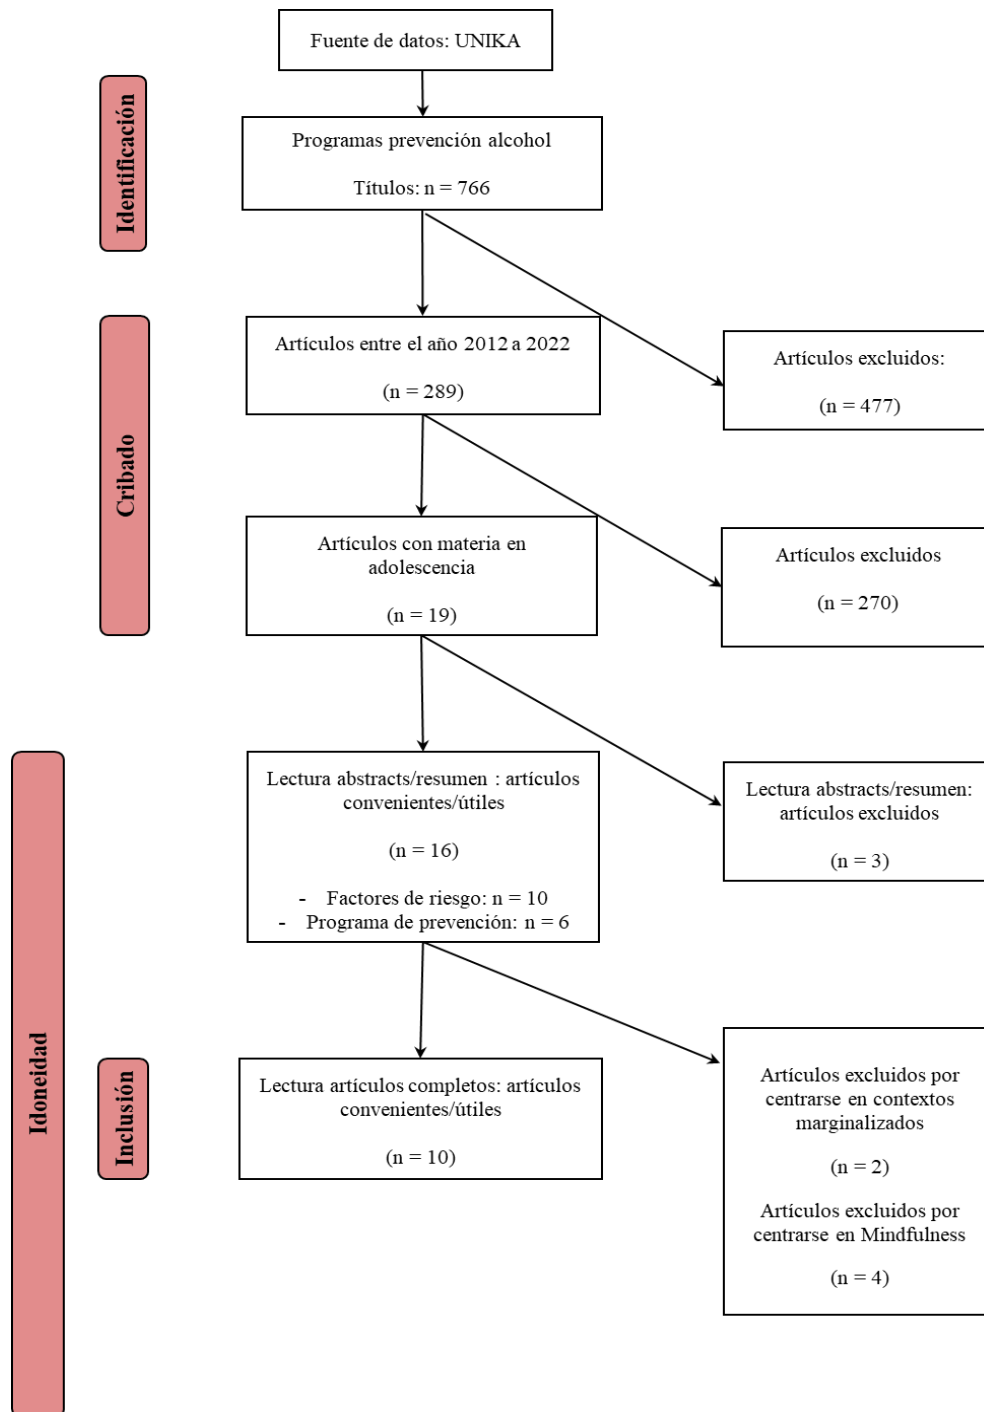 Fuente de datos: UNIKA
Identificación
Programas prevención alcohol
Títulos: n = 766
Cribado
Artículos entre el año 2012 a 2022
(n = 289)
Artículos excluidos:
(n = 477)
Artículos con materia en
adolescencia
(n = 19)
Artículos excluidos
(n = 270)
Idoneidad
Lectura abstracts/resumen : artículos
convenientes/útiles
(n = 16)
- Factores de riesgo: n = 10
- Programa de prevención: n = 6
Lectura abstracts/resumen:
artículos excluidos
(n = 3)
Inclusión
Lectura artículos completos: artículos
convenientes/útiles
(n = 10)
Artículos excluidos por
centrarse en contextos
marginalizados
(n = 2)
Artículos excluidos por
centrarse en Mindfulness
(n = 4)